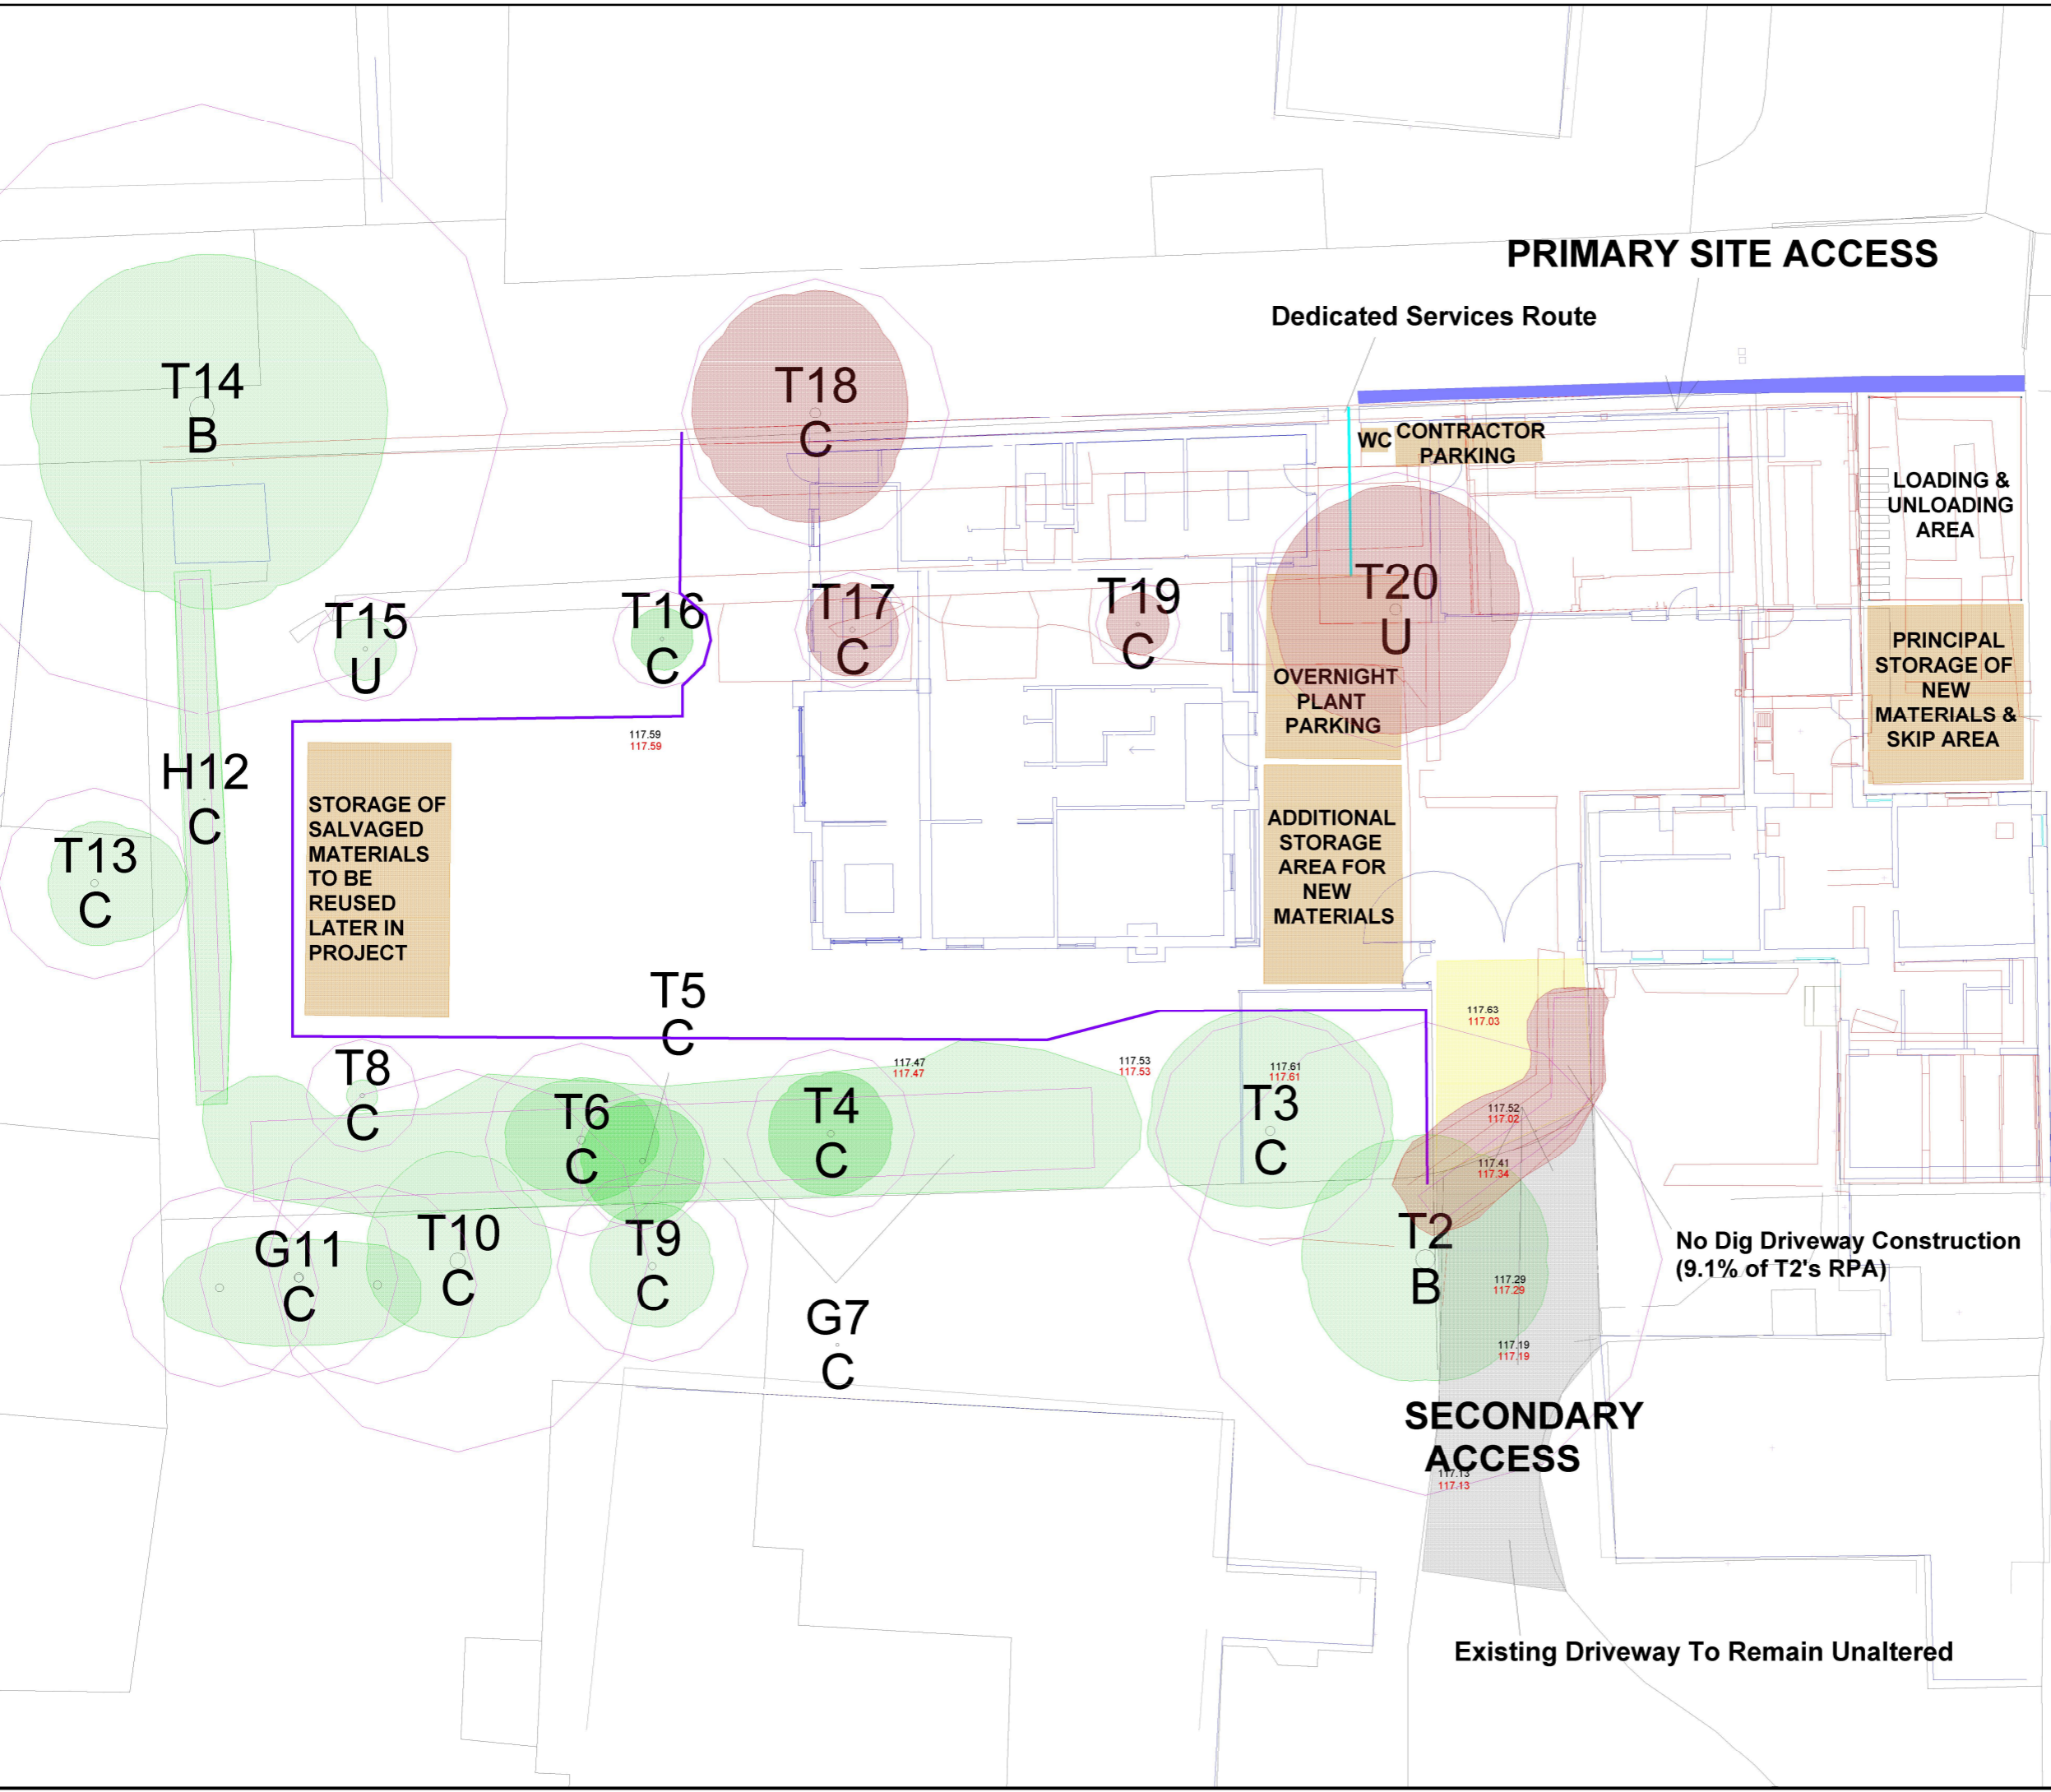 PRIMARY SITE ACCESS
Dedicated Services Route
T14
B
T18
C
WC
CONTRACTOR
PARKING
LOADING &
UNLOADING
AREA
T15
U
T16
C
T17
C
T19
C
T20
U
OVERNIGHT
PLANT
PARKING
PRINCIPAL
STORAGE OF
NEW
MATERIALS &
SKIP AREA
117.59
117.59
H12
C
T13
C
STORAGE OF
SALVAGED
MATERIALS
TO BE
REUSED
LATER IN
PROJECT
ADDITIONAL
STORAGE
AREA FOR
NEW
MATERIALS
T5
C
117.63
117.03
117.47
117.47
117.53
117.53
117.61
117.61
T8
C
T6
C
T4
C
T3
C
117.52
117.02
117.41
117.34
G11
C
T10
C
T9
C
T2
B
No Dig Driveway Construction
(9.1% of T2's RPA)
117.29
117.29
G7
C
117.19
117.19
SECONDARY
ACCESS
117.13
117.13
Existing Driveway To Remain Unaltered